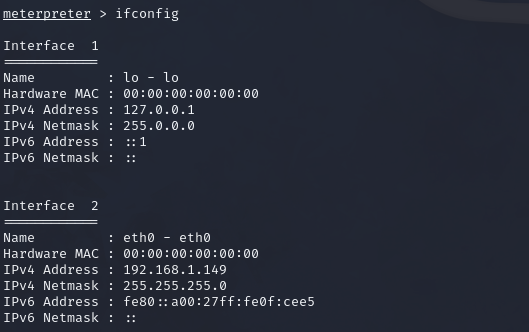 meterpreter > ifconfig
Interface  1
============
Name         : lo - lo
Hardware MAC : 00:00:00:00:00:00
IPv4 Address : 127.0.0.1
IPv4 Netmask : 255.0.0.0
IPv6 Address : ::1
IPv6 Netmask : ::
Interface  2
============
Name         : eth0 - eth0
Hardware MAC : 00:00:00:00:00:00
IPv4 Address : 192.168.1.149
IPv4 Netmask : 255.255.255.0
IPv6 Address : fe80::a00:27ff:fe0f:cee5
IPv6 Netmask : ::